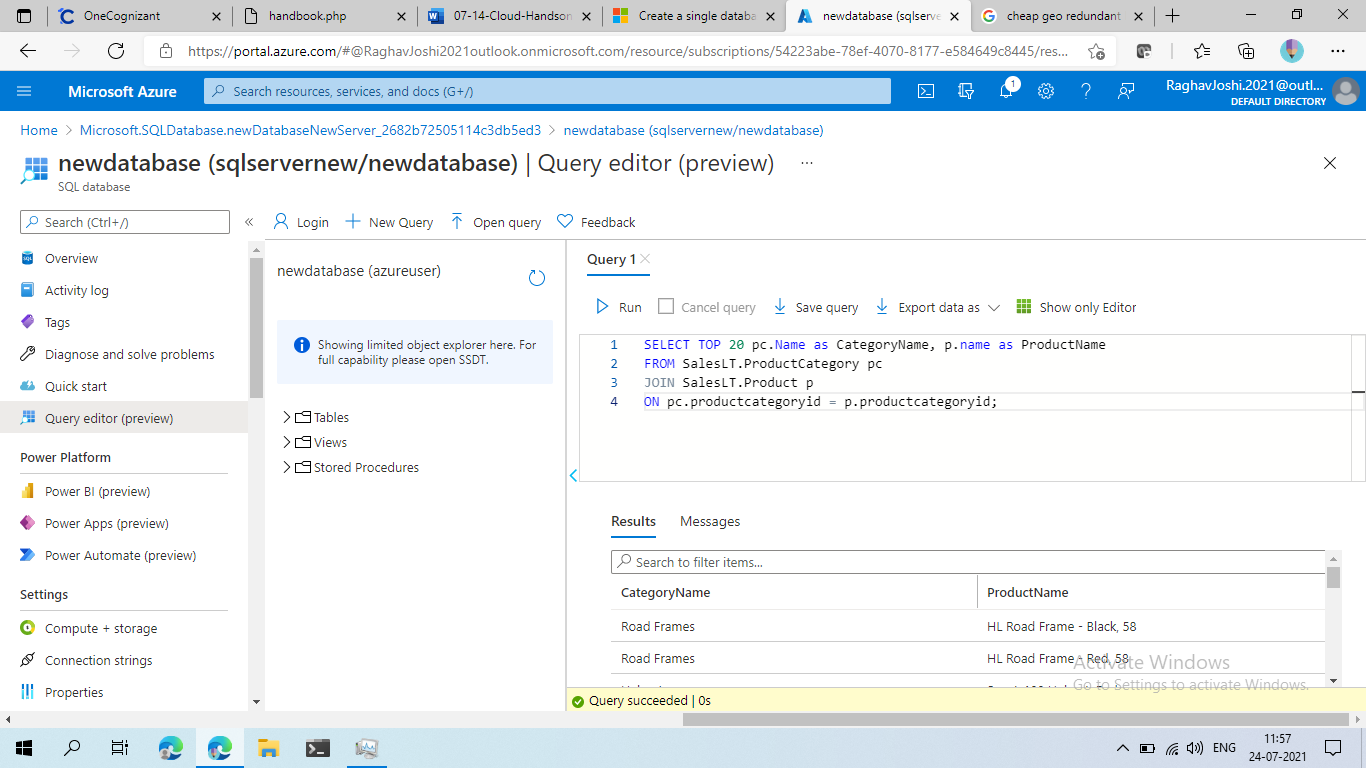 OneCognizant
handbook.php
07-14-Cloud-Handson
Create a single databa
newdatabase (sqlserve
cheap geo redundant
https://portal.azure.com/#@RaghavJoshi2021outlook.onmicrosoft.com/resource/subscriptions/54223abe-78ef-4070-8177-e584649c8445/res...
Microsoft Azure
Search resources, services, and docs (G+/)
1
RaghavJoshi.2021@outl...
DEFAULT DIRECTORY
Home > Microsoft.SQLDatabase.newDatabaseNewServer_2682b72505114c3db5ed3 > newdatabase (sqlservernew/newdatabase)
newdatabase (sqlservernew/newdatabase) | Query editor (preview) ...
SQL database
Search (Ctrl+/)
«
Overview
Activity log
Tags
Diagnose and solve problems
Quick start
Query editor (preview)
Power Platform
Power BI (preview)
Power Apps (preview)
Power Automate (preview)
Settings
Compute + storage
Connection strings
Properties
Login
New Query
Open query
Feedback
newdatabase (azureuser)
Showing limited object explorer here. For
full capability please open SSDT.
Tables
Views
Stored Procedures
Query 1
Run
Cancel query
Save query
Export data as
Show only Editor
1 SELECT TOP 20 pc.Name as CategoryName, p.name as ProductName
2 FROM SalesLT.ProductCategory pc
3 JOIN SalesLT.Product p
4 ON pc.productcategoryid = p.productcategoryid;
Results
Messages
Search to filter items...
CategoryName ProductName
Road Frames HL Road Frame - Black, 58
Road Frames HL Road Frame - Red, 58
Activate Windows
Go to Settings to activate Windows.
Query succeeded | 0s
ENG
11:57
24-07-2021